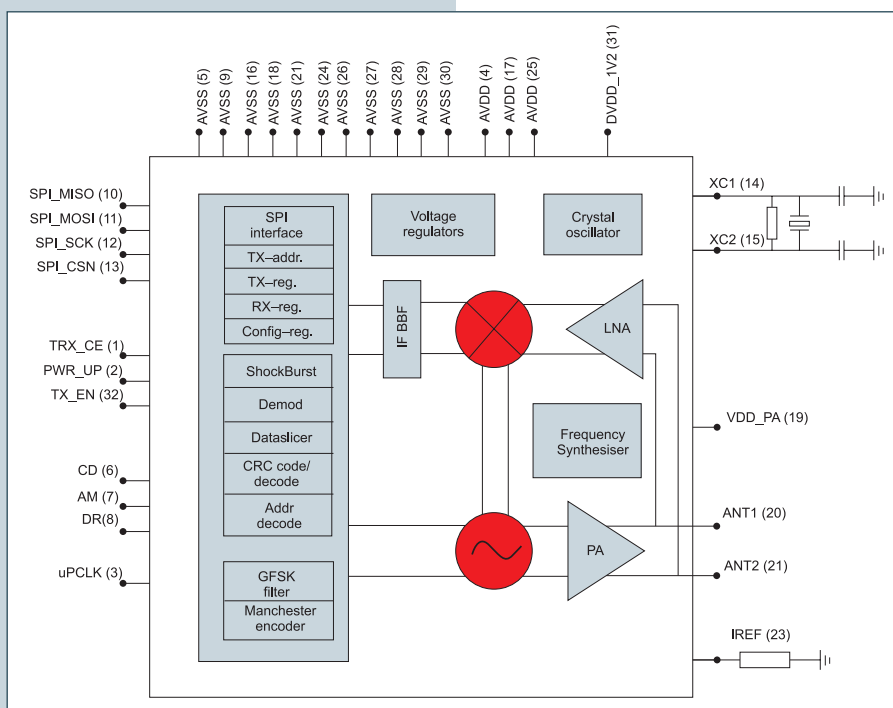 AVSS (5)
AVSS (9)
AVSS (16)
AVSS (18)
AVSS (21)
AVSS (24)
AVSS (26)
AVSS (27)
AVSS (28)
AVSS (29)
AVSS (30)
AVDD (4)
AVDD (17)
AVDD (25)
DVDD_1V2 (31)
SPI_MISO (10)
SPI_MOSI (11)
SPI_SCK (12)
SPI_CSN (13)
TRX_CE (1)
PWR_UP (2)
TX_EN (32)
CD (6)
AM (7)
DR(8)
uPCLK (3)
SPI
interface
TX–addr.
TX–reg.
RX–reg.
Config–reg.
ShockBurst
Demod
Dataslicer
CRC code/
decode
Addr
decode
GFSK
filter
Manchester
encoder
Voltage
regulators
Crystal
oscillator
IF BBF
LNA
Frequency
Synthesiser
PA
XC1 (14)
XC2 (15)
VDD_PA (19)
ANT1 (20)
ANT2 (21)
IREF (23)